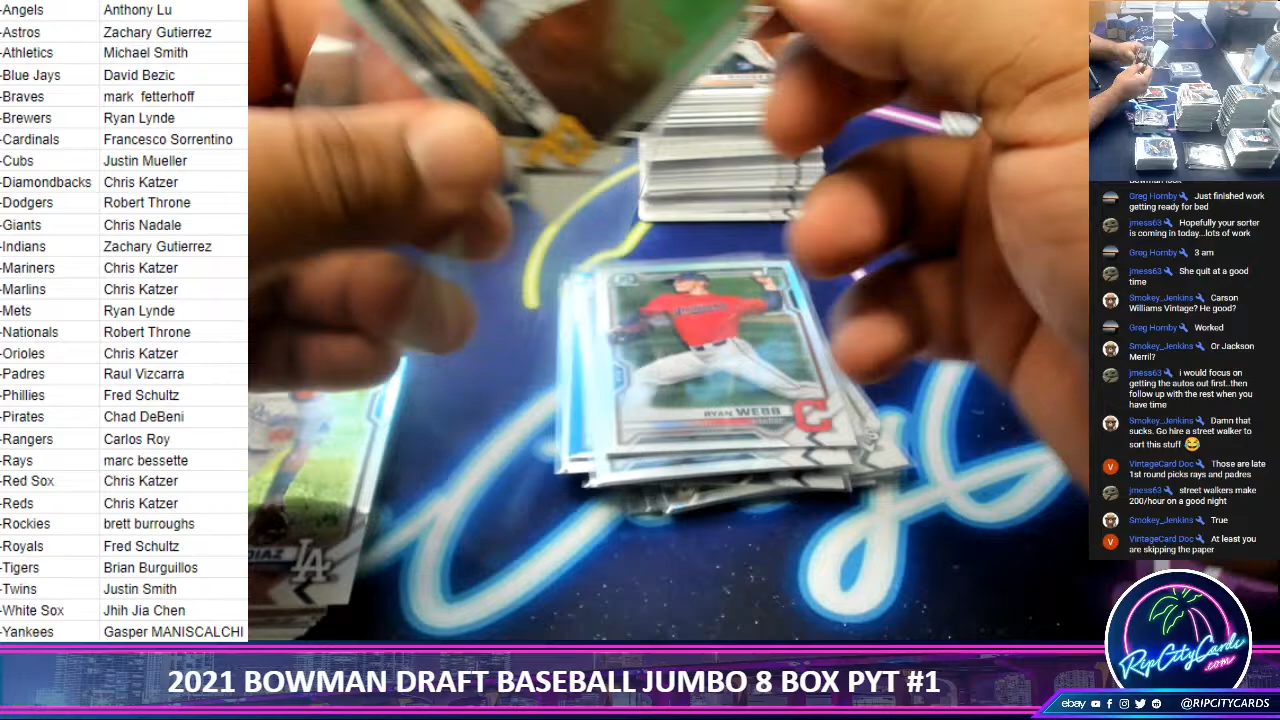 -Angels Anthony Lu
-Astros Zachary Gutierrez
-Athletics Michael Smith
-Blue Jays David Bezic
-Braves mark fetterhoff
-Brewers Ryan Lynde
-Cardinals Francesco Sorrentino
-Cubs Justin Mueller
-Diamondbacks Chris Katzer
-Dodgers Robert Throne
-Giants Chris Nadale
-Indians Zachary Gutierrez
-Mariners Chris Katzer
-Marlins Chris Katzer
-Mets Ryan Lynde
-Nationals Robert Throne
-Orioles Chris Katzer
-Padres Raul Vizcarra
-Phillies Fred Schultz
-Pirates Chad DeBeni
-Rangers Carlos Roy
-Rays marc bessette
-Red Sox Chris Katzer
-Reds Chris Katzer
-Rockies brett burroughs
-Royals Fred Schultz
-Tigers Brian Burguillos
-Twins Justin Smith
-White Sox Jhih Jia Chen
-Yankees Gasper MANISCALCHI
RYAN WEBB
C
DIAZ
LA
Greg Hornby Just finished work
getting ready for bed
jmess63 Hopefully your sorter
is coming in today...lots of work
Greg Hornby 3 am
jmess63 She quit at a good
time
Smokey_Jenkins Carson
Williams Vintage? He good?
Greg Hornby Worked
Smokey_Jenkins Or Jackson
Merril?
jmess63 i would focus on
getting the autos out first..then
follow up with the rest when you
have time
Smokey_Jenkins Damn that
sucks. Go hire a street walker to
sort this stuff 😂
V VintageCard Doc Those are late
1st round picks rays and padres
jmess63 street walkers make
200/hour on a good night
Smokey_Jenkins True
V VintageCard Doc At least you
are skipping the paper
RipCityCards
.com
2021 BOWMAN DRAFT BASEBALL JUMBO 8 BOX PYT #1
ebay @RIPCITYCARDS